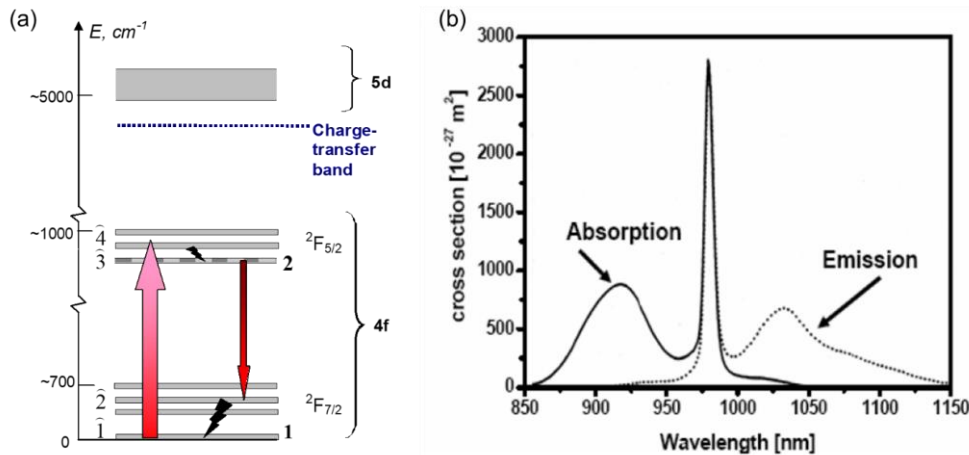 (a)
E, cm⁻¹
5d
~5000
Charge-
transfer
band
~1000
4
²F5/2
3
2
4f
~700
2
²F7/2
1
1
0
(b)
3000
2500
2000
1500
1000
500
0
cross section [10⁻²⁷ m²]
Absorption
Emission
850
900
950
1000
1050
1100
1150
Wavelength [nm]